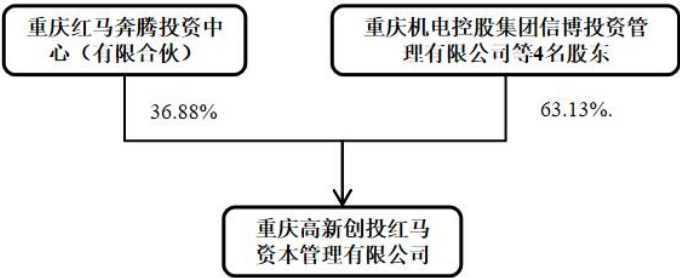 重庆红马奔腾投资中
心（有限合伙）
重庆机电控股集团信博投资管
理有限公司等4名股东
36.88%
63.13%.
重庆高新创投红马
资本管理有限公司